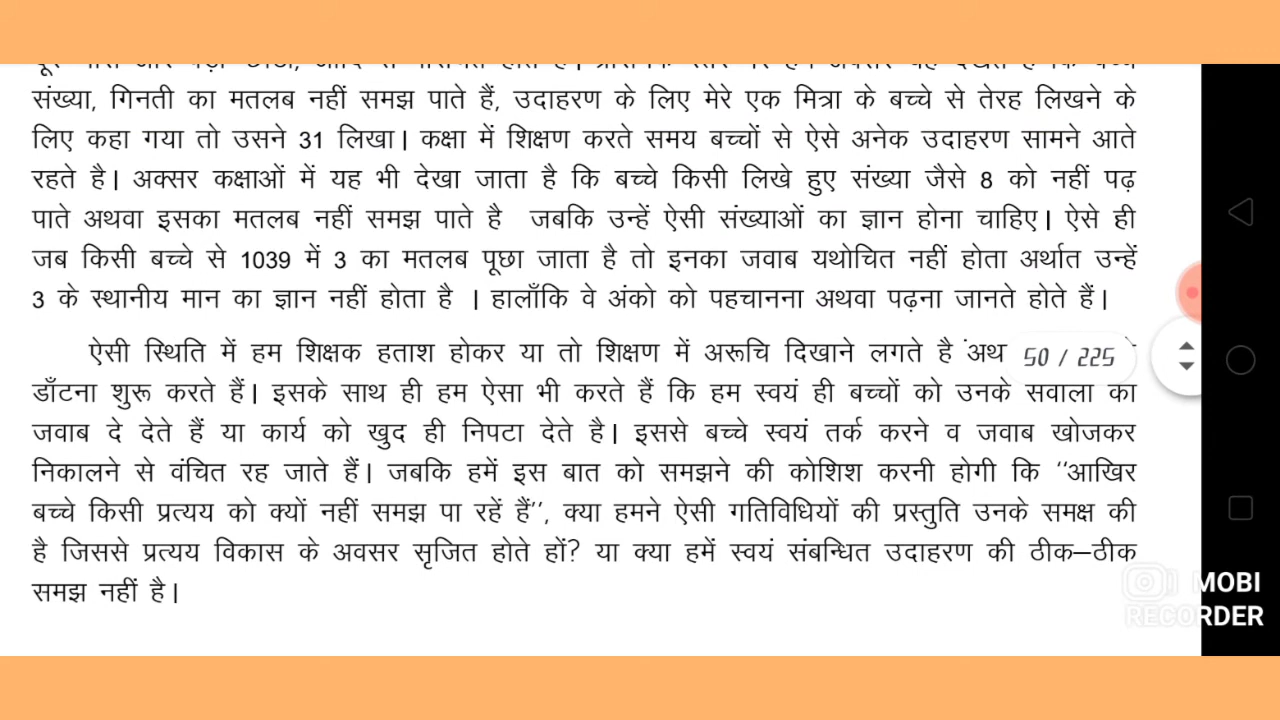 संख्या, गिनती का मतलब नहीं समझ पाते हैं, उदाहरण के लिए मेरे एक मित्रा के बच्चे से तेरह लिखने के
लिए कहा गया तो उसने 31 लिखा। कक्षा में शिक्षण करते समय बच्चों से ऐसे अनेक उदाहरण सामने आते
रहते है। अक्सर कक्षाओं में यह भी देखा जाता है कि बच्चे किसी लिखे हुए संख्या जैसे 8 को नहीं पढ़
पाते अथवा इसका मतलब नहीं समझ पाते है जबकि उन्हें ऐसी संख्याओं का ज्ञान होना चाहिए। ऐसे ही
जब किसी बच्चे से 1039 में 3 का मतलब पूछा जाता है तो इनका जवाब यथोचित नहीं होता अर्थात उन्हें
3 के स्थानीय मान का ज्ञान नहीं होता है । हालाँकि वे अंको को पहचानना अथवा पढ़ना जानते होते हैं।
ऐसी स्थिति में हम शिक्षक हताश होकर या तो शिक्षण में अरूचि दिखाने लगते है 50 / 225
डाँटना शुरू करते हैं। इसके साथ ही हम ऐसा भी करते हैं कि हम स्वयं ही बच्चों को उनके सवाला का
जवाब दे देते हैं या कार्य को खुद ही निपटा देते है। इससे बच्चे स्वयं तर्क करने व जवाब खोजकर
निकालने से वंचित रह जाते हैं। जबकि हमें इस बात को समझने की कोशिश करनी होगी कि ‘‘आखिर
बच्चे किसी प्रत्यय को क्यों नहीं समझ पा रहें हैं’’, क्या हमने ऐसी गतिविधियों की प्रस्तुति उनके समक्ष की
है जिससे प्रत्यय विकास के अवसर सृजित होते हों? या क्या हमें स्वयं संबन्धित उदाहरण की ठीक–ठीक
समझ नहीं है।
MOBI
RECORDER